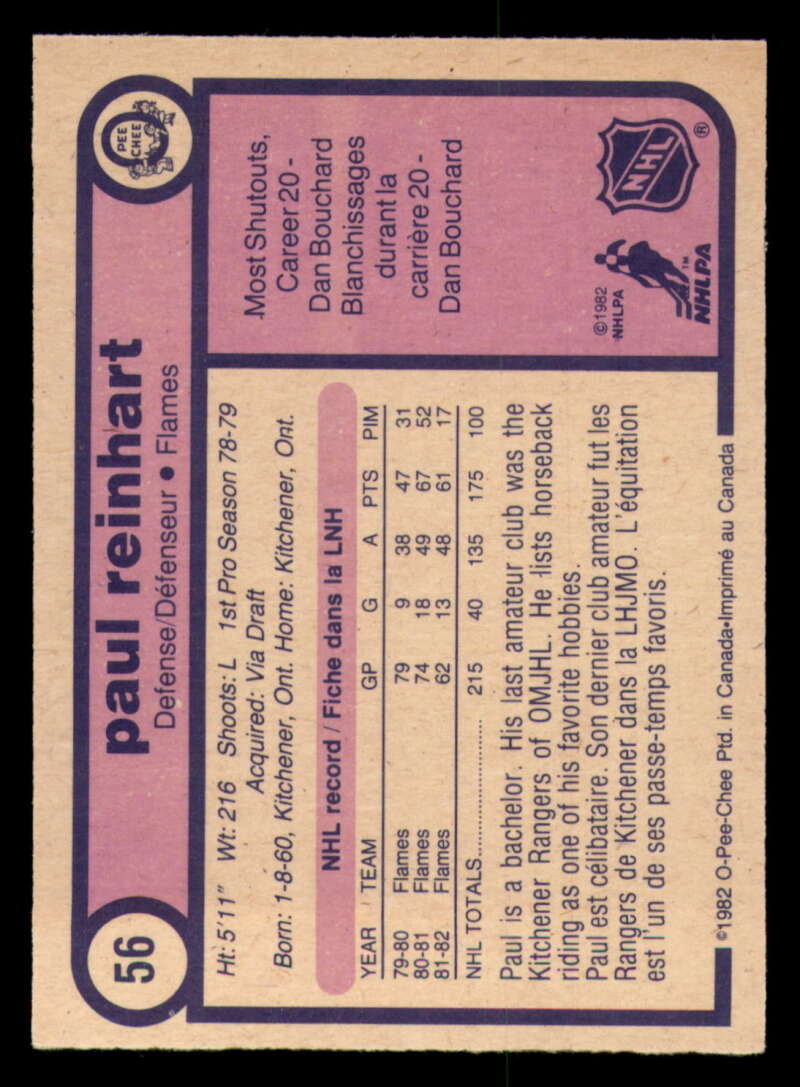 56
paul reinhart
Defense/Défenseur • Flames
O PEE CHEE
Ht: 5'11" Wt: 216 Shoots: L 1st Pro Season 78-79
Acquired: Via Draft
Born: 1-8-60, Kitchener, Ont. Home: Kitchener, Ont.
NHL record / Fiche dans la LNH
YEAR TEAM GP G A PTS PIM
79-80 Flames 79 9 38 47 31
80-81 Flames 74 18 49 67 52
81-82 Flames 62 13 48 61 17
NHL TOTALS.................. 215 40 135 175 100
Paul is a bachelor. His last amateur club was the
Kitchener Rangers of OMJHL. He lists horseback
riding as one of his favorite hobbies.
Paul est célibataire. Son dernier club amateur fut les
Rangers de Kitchener dans la LHJMO. L'équitation
est l'un de ses passe-temps favoris.
Most Shutouts,
Career 20 -
Dan Bouchard
Blanchissages
durant la
carrière 20 -
Dan Bouchard
©1982
NHLPA
NHLPA™
NHL®
©1982 O-Pee-Chee Ptd. in Canada•Imprimé au Canada